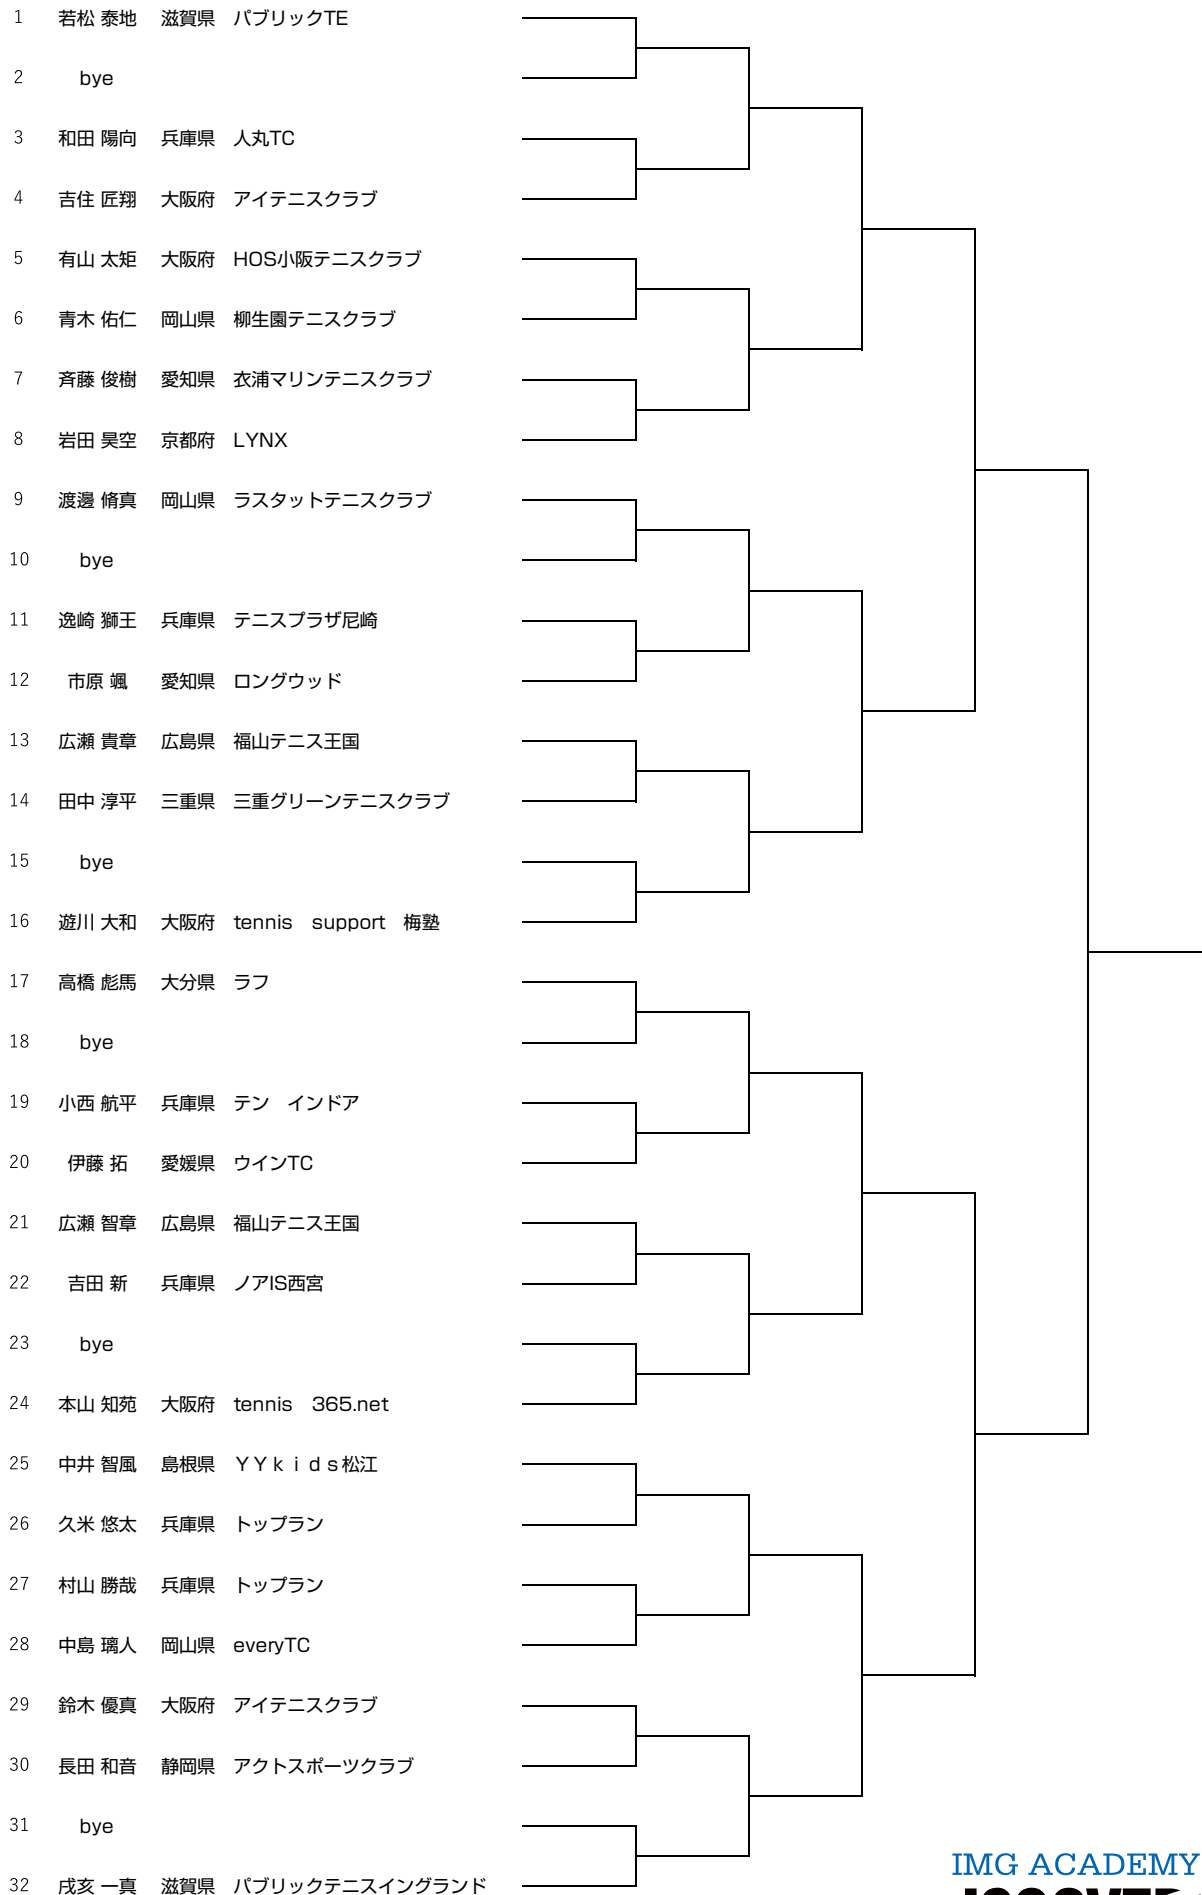 1 若松 泰地 滋賀県 パブリックTE
2 bye
3 和田 陽向 兵庫県 人丸TC
4 吉住 匠翔 大阪府 アイテニスクラブ
5 有山 太矩 大阪府 HOS小阪テニスクラブ
6 青木 佑仁 岡山県 柳生園テニスクラブ
7 斉藤 俊樹 愛知県 衣浦マリンテニスクラブ
8 岩田 昊空 京都府 LYNX
9 渡邊 脩真 岡山県 ラスタットテニスクラブ
10 bye
11 逸崎 獅王 兵庫県 テニスプラザ尼崎
12 市原 颯 愛知県 ロングウッド
13 広瀬 貴章 広島県 福山テニス王国
14 田中 淳平 三重県 三重グリーンテニスクラブ
15 bye
16 遊川 大和 大阪府 tennis support 梅塾
17 高橋 彪馬 大分県 ラフ
18 bye
19 小西 航平 兵庫県 テン インドア
20 伊藤 拓 愛媛県 ウインTC
21 広瀬 智章 広島県 福山テニス王国
22 吉田 新 兵庫県 ノアIS西宮
23 bye
24 本山 知苑 大阪府 tennis 365.net
25 中井 智風 島根県 ＹＹｋｉｄｓ松江
26 久米 悠太 兵庫県 トップラン
27 村山 勝哉 兵庫県 トップラン
28 中島 璃人 岡山県 everyTC
29 鈴木 優真 大阪府 アイテニスクラブ
30 長田 和音 静岡県 アクトスポーツクラブ
31 bye
32 戌亥 一真 滋賀県 パブリックテニスイングランド
IMG ACADEMY